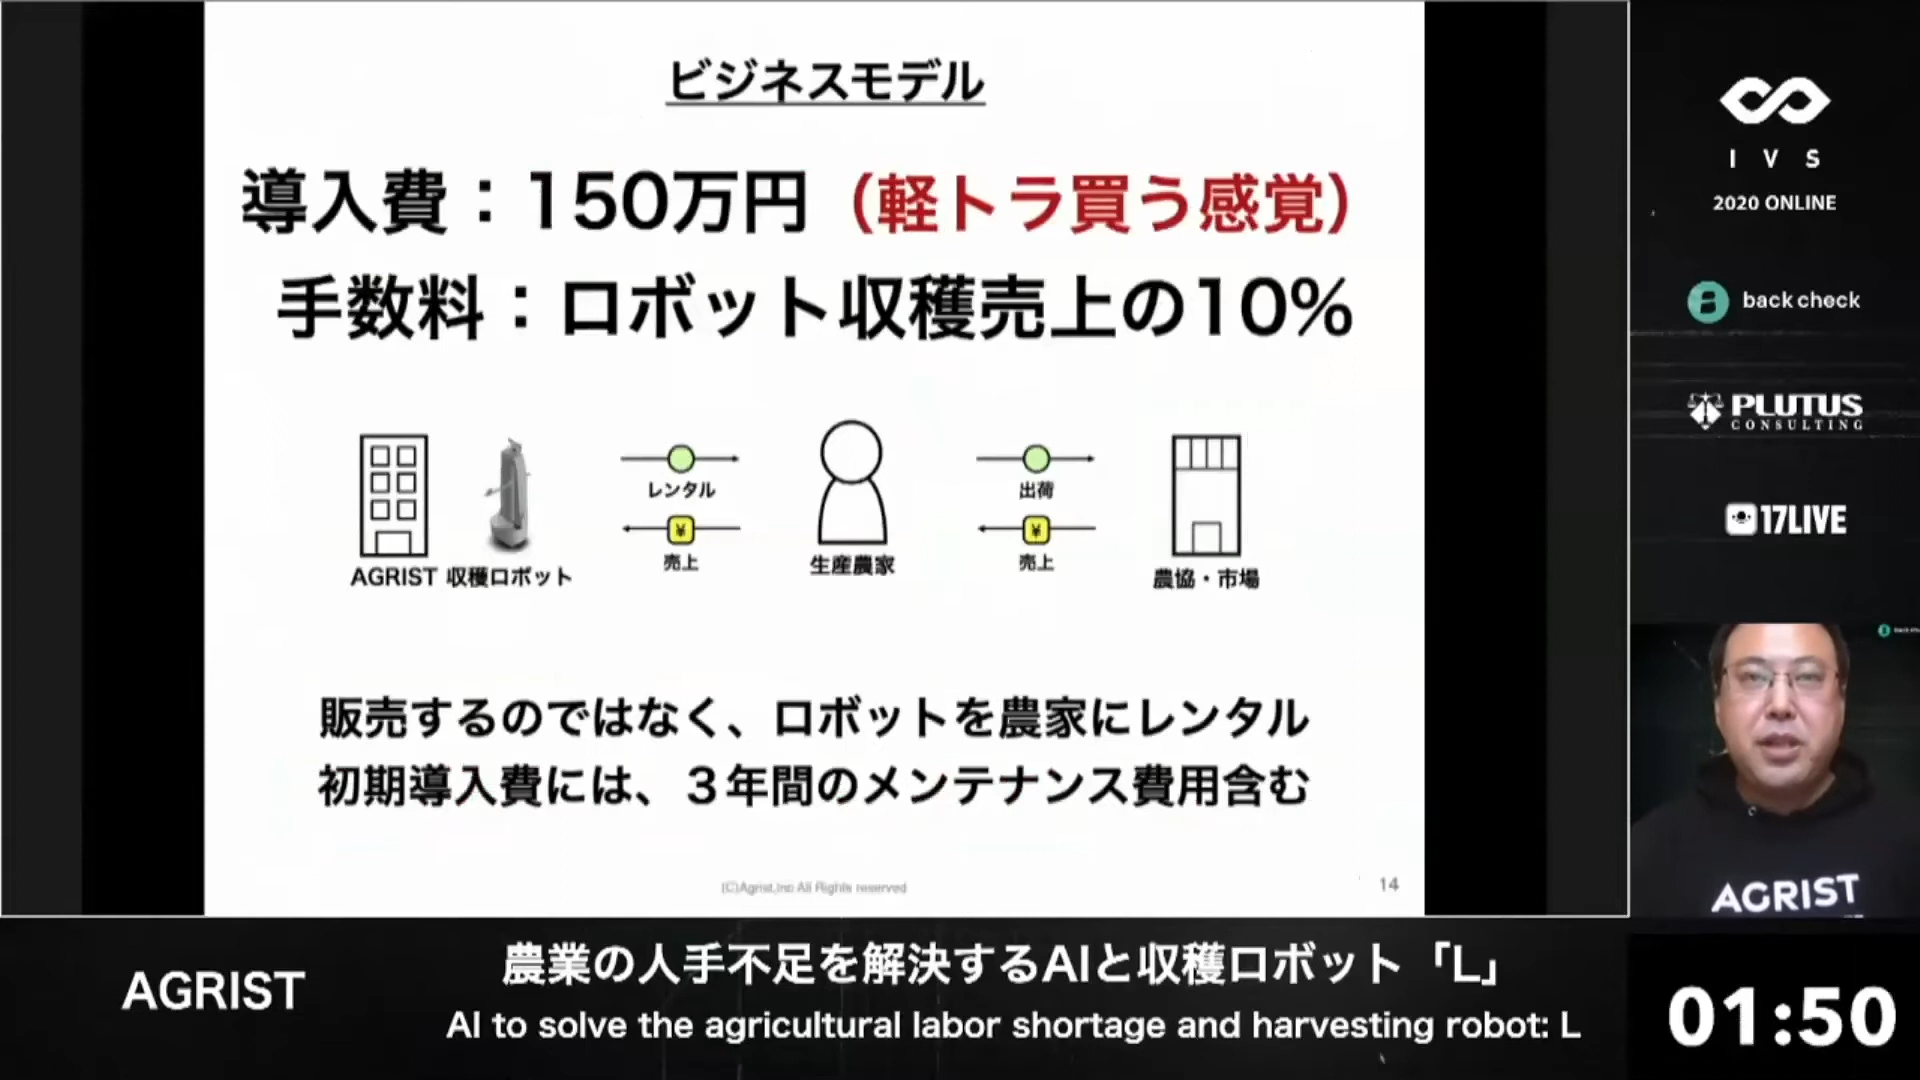 ビジネスモデル
導入費：150万円（軽トラ買う感覚）
手数料：ロボット収穫売上の10%
レンタル
出荷
¥
¥
売上
売上
AGRIST 収穫ロボット
生産農家
農協・市場
販売するのではなく、ロボットを農家にレンタル
初期導入費には、３年間のメンテナンス費用含む
(C)Agrist,Inc All Rights reserved
14
IVS
2020 ONLINE
back check
PLUTUS
CONSULTING
17LIVE
AGRIST
AGRIST
農業の人手不足を解決するAIと収穫ロボット「L」
AI to solve the agricultural labor shortage and harvesting robot: L
01:50